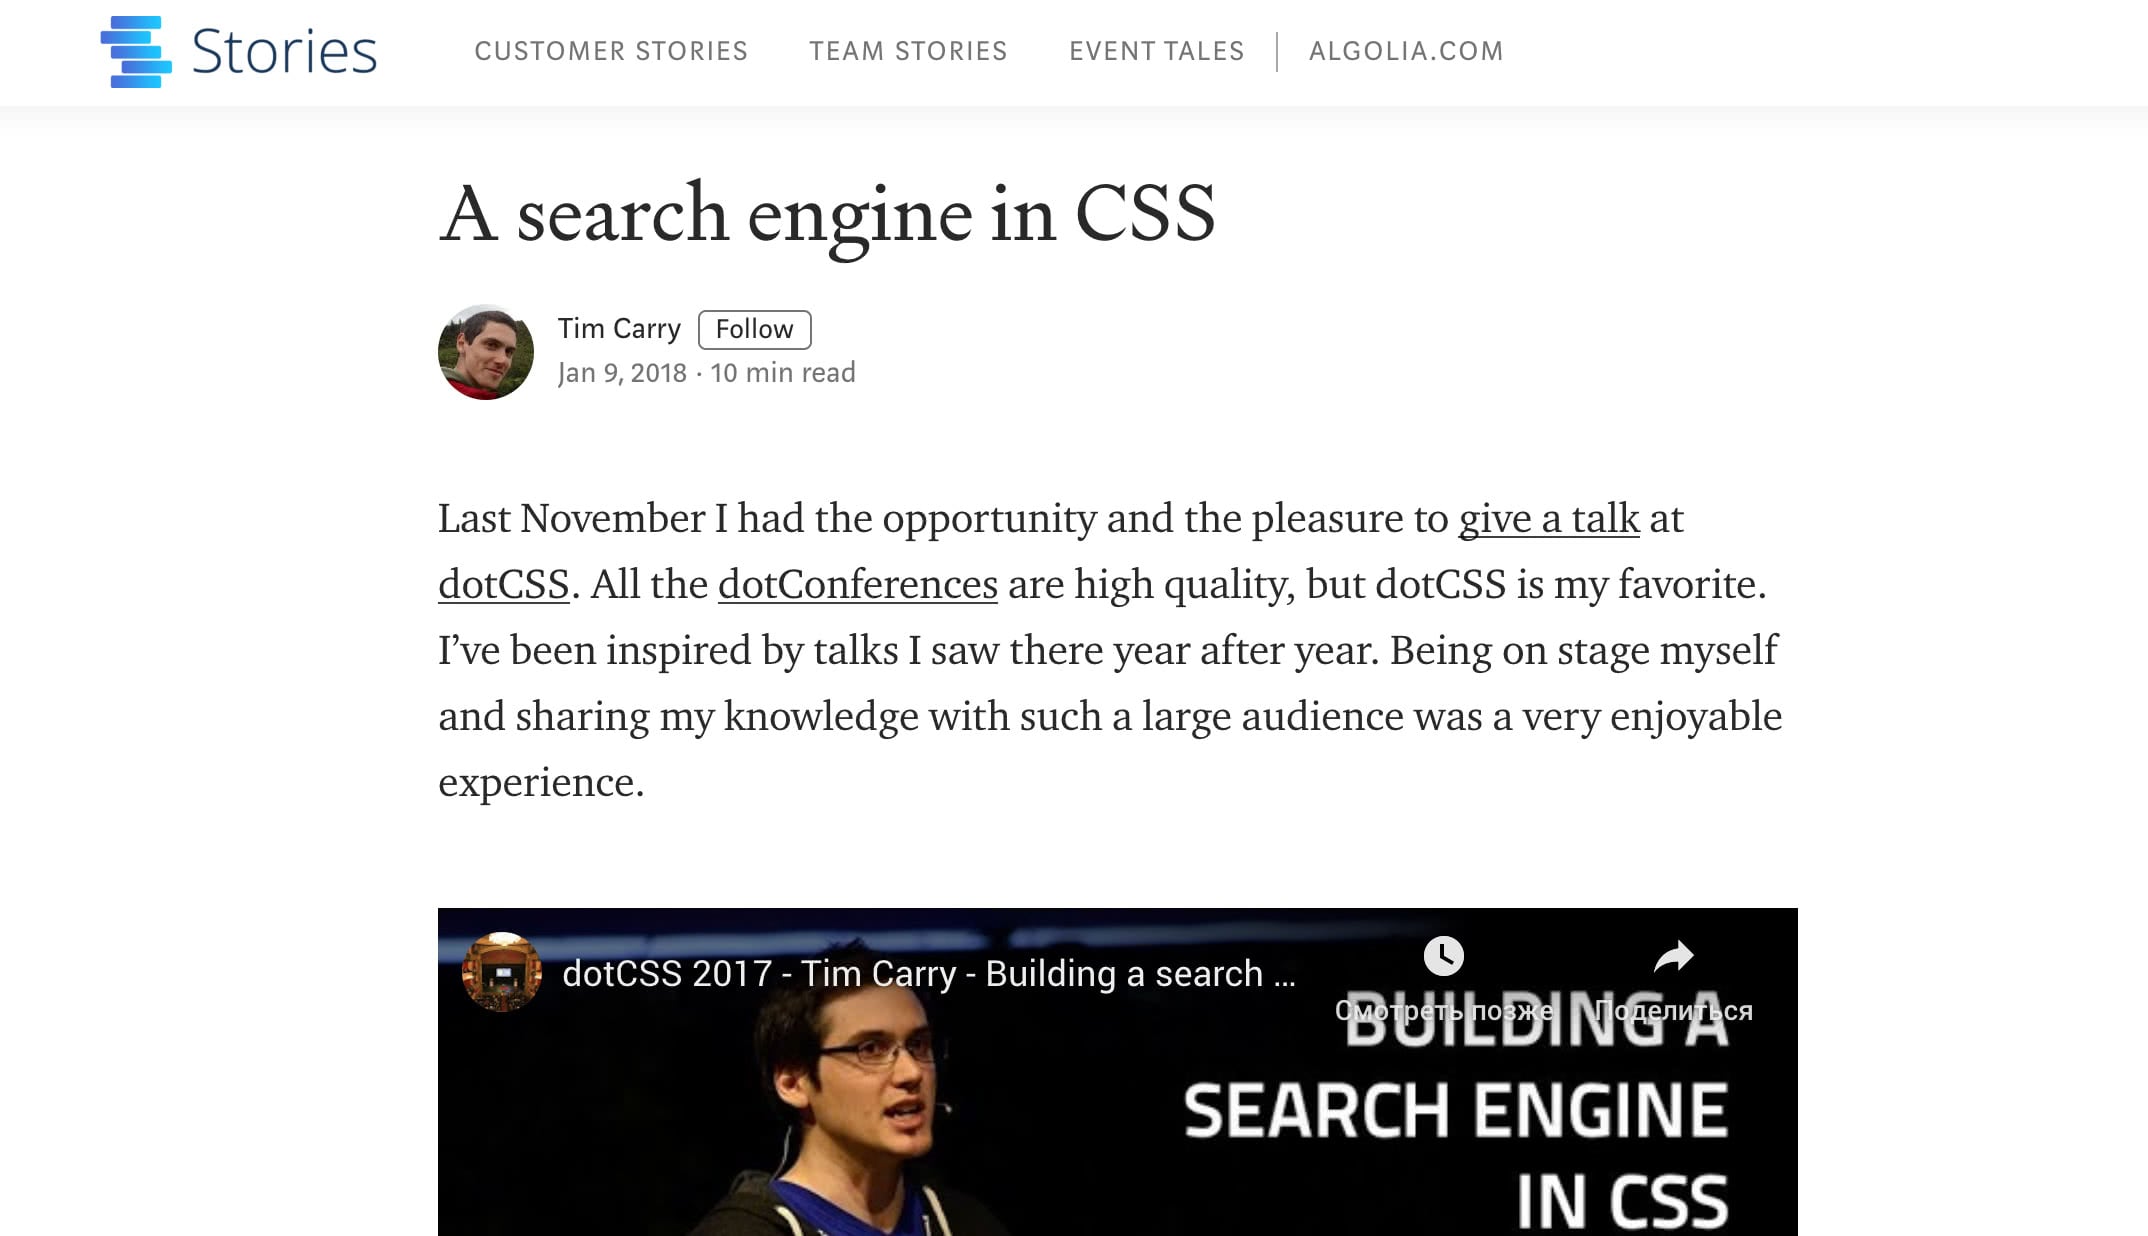 Stories
CUSTOMER STORIES TEAM STORIES EVENT TALES ALGOLIA.COM
A search engine in CSS
Tim Carry Follow
Jan 9, 2018 · 10 min read
Last November I had the opportunity and the pleasure to give a talk at
dotCSS. All the dotConferences are high quality, but dotCSS is my favorite.
I’ve been inspired by talks I saw there year after year. Being on stage myself
and sharing my knowledge with such a large audience was a very enjoyable
experience.
dotCSS 2017 - Tim Carry - Building a search ...
Смотреть позже Поделиться
BUILDING A
SEARCH ENGINE
IN CSS